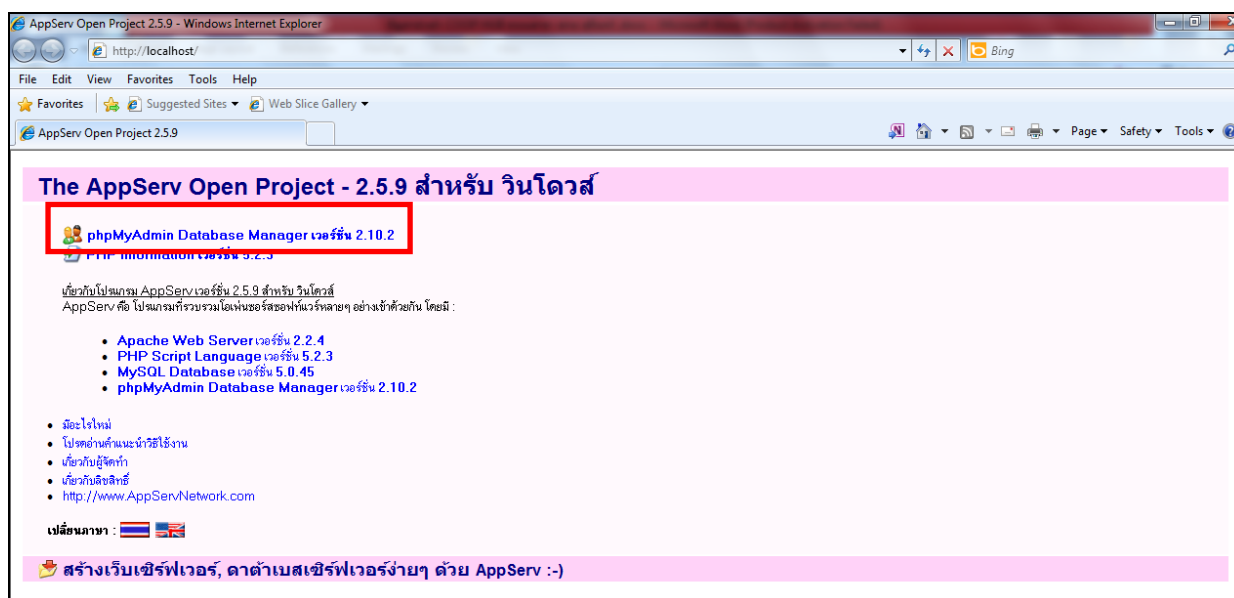 AppServ Open Project 2.5.9 - Windows Internet Explorer
http://localhost/
Bing
File Edit View Favorites Tools Help
Favorites Suggested Sites Web Slice Gallery
AppServ Open Project 2.5.9
Page Safety Tools
The AppServ Open Project - 2.5.9 สำหรับ วินโดวส์
phpMyAdmin Database Manager เวอร์ชั่น 2.10.2
PHP Information เวอร์ชั่น 5.2.3
เกี่ยวกับโปรแกรม AppServ เวอร์ชั่น 2.5.9 สำหรับ วินโดวส์
AppServ คือ โปรแกรมที่รวบรวมโอเพ่นซอร์สซอฟท์แวร์หลายๆ อย่างเข้าด้วยกัน โดยมี :
Apache Web Server เวอร์ชั่น 2.2.4
PHP Script Language เวอร์ชั่น 5.2.3
MySQL Database เวอร์ชั่น 5.0.45
phpMyAdmin Database Manager เวอร์ชั่น 2.10.2
มีอะไรใหม่
โปรดอ่านคำแนะนำวิธีใช้งาน
เกี่ยวกับผู้จัดทำ
เกี่ยวกับลิขสิทธิ์
http://www.AppServNetwork.com
เปลี่ยนภาษา :
สร้างเว็บเซิร์ฟเวอร์, ดาต้าเบสเซิร์ฟเวอร์ง่ายๆ ด้วย AppServ :-)